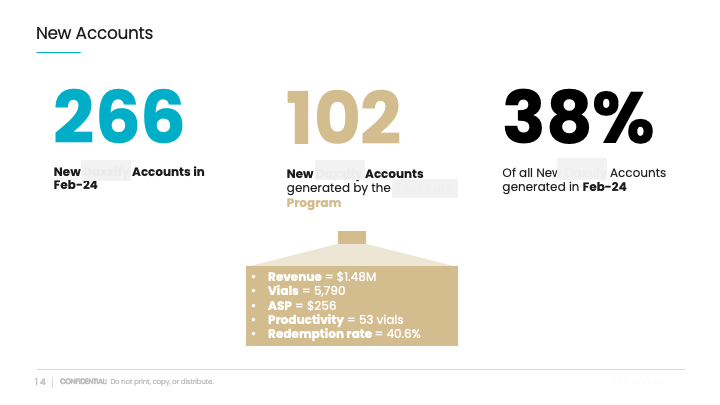 New Accounts
266
102
38%
New Accounts in
Feb-24
New Accounts
generated by the
Program
Of all New Accounts
generated in Feb-24
• Revenue = $1.48M
• Vials = 5,790
• ASP = $256
• Productivity = 53 vials
• Redemption rate = 40.6%
14 | CONFIDENTIAL: Do not print, copy, or distribute.